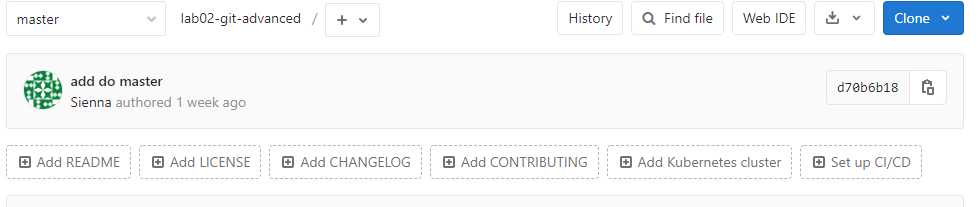 master lab02-git-advanced / + History Find file Web IDE Clone
add do master
Sienna authored 1 week ago d70b6b18
Add README Add LICENSE Add CHANGELOG Add CONTRIBUTING Add Kubernetes cluster Set up CI/CD